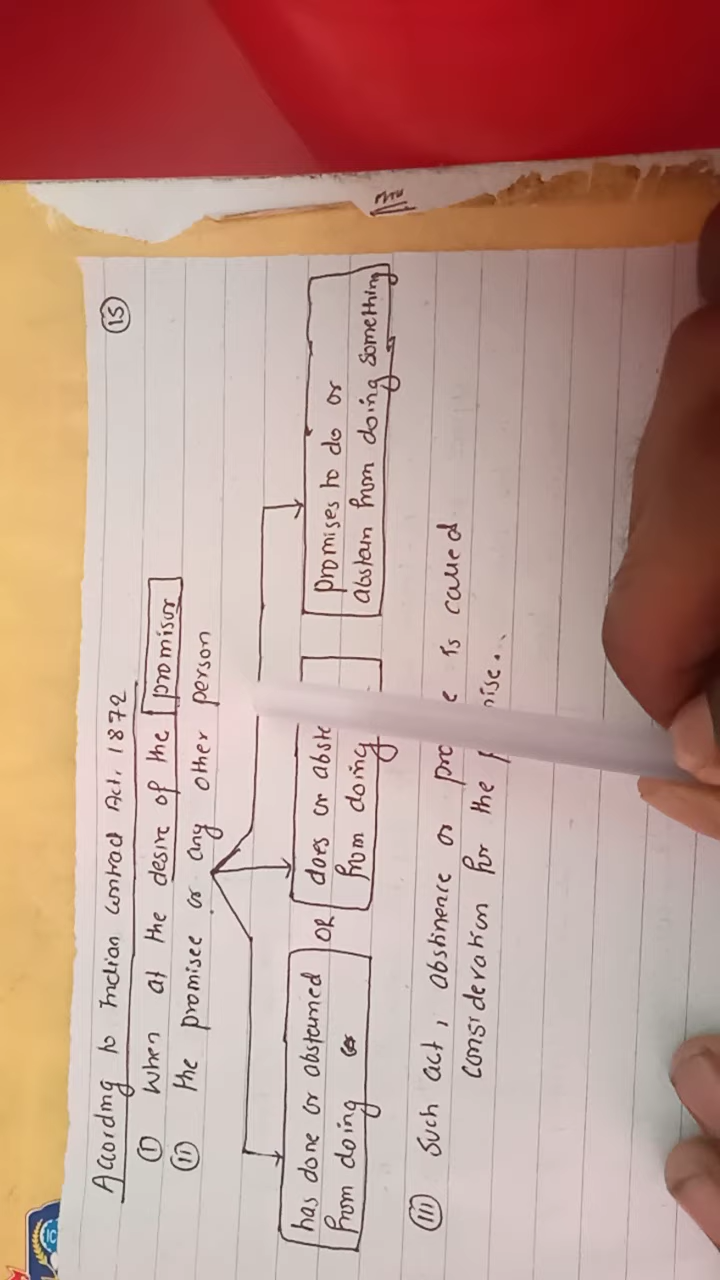 15
According to Indian Contract Act, 1872
(i) When at the desire of the promisor
(ii) the promisee or any other person
has done or abstained from doing or
OR
does or abste
from doing
promises to do or
abstain from doing something
(iii) Such act, abstinence or is called
consideration for the